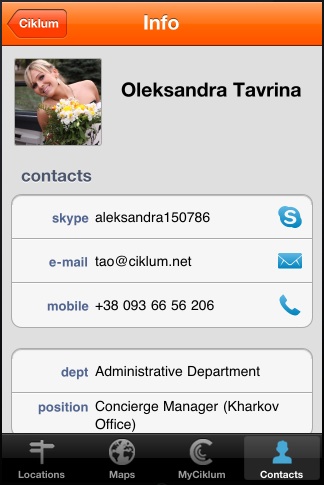 Ciklum
Info
Oleksandra Tavrina
contacts
skype aleksandra150786
e-mail tao@ciklum.net
mobile +38 093 66 56 206
dept Administrative Department
position Concierge Manager (Kharkov
Office)
Locations Maps MyCiklum Contacts